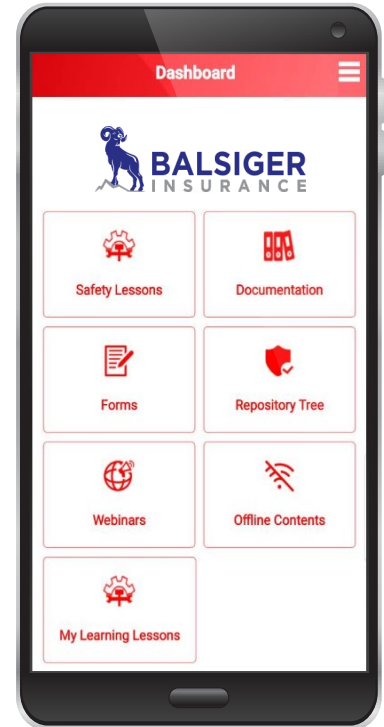 Dashboard
BALSIGER
INSURANCE
Safety Lessons
Documentation
Forms
Repository Tree
Webinars
Offline Contents
My Learning Lessons